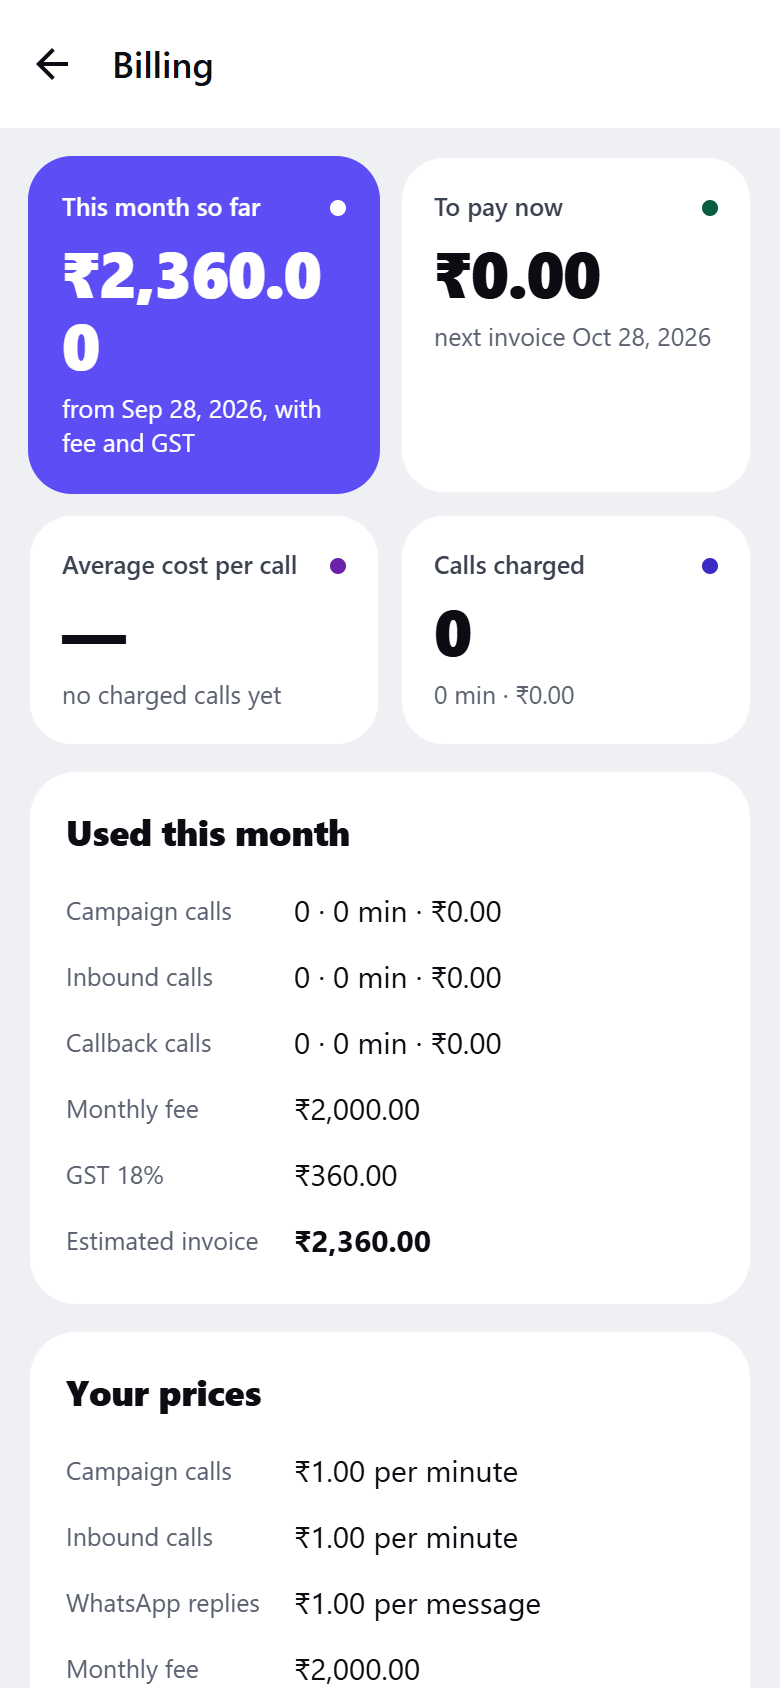 Billing
This month so far
₹2,360.0
0
from Sep 28, 2026, with
fee and GST
To pay now
₹0.00
next invoice Oct 28, 2026
Average cost per call
—
no charged calls yet
Calls charged
0
0 min · ₹0.00
Used this month
Campaign calls 0 · 0 min · ₹0.00
Inbound calls 0 · 0 min · ₹0.00
Callback calls 0 · 0 min · ₹0.00
Monthly fee ₹2,000.00
GST 18% ₹360.00
Estimated invoice ₹2,360.00
Your prices
Campaign calls ₹1.00 per minute
Inbound calls ₹1.00 per minute
WhatsApp replies ₹1.00 per message
Monthly fee ₹2,000.00